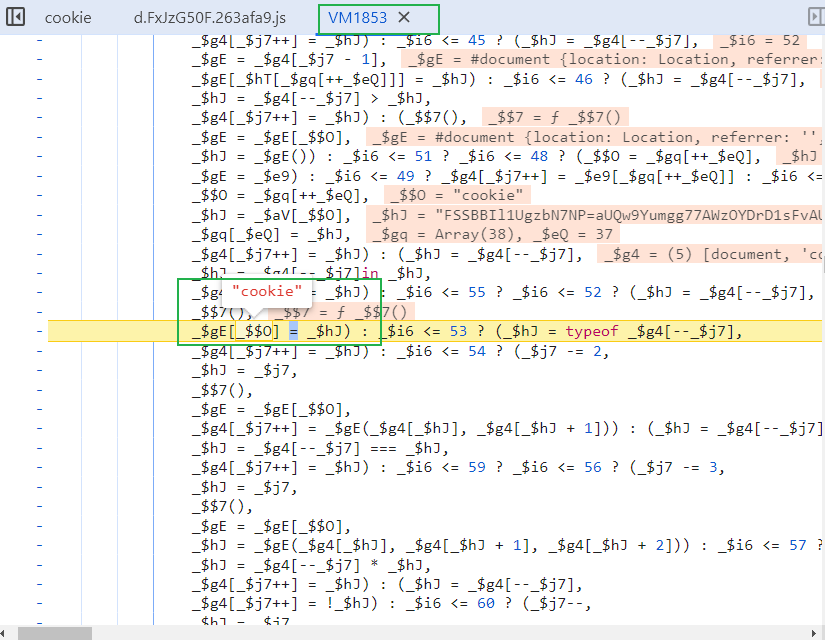 cookie d.FxJzG50F.263afa9.js VM1853 ✕
- _$g4[_$j7++] = _$hJ) : _$i6 <= 45 ? (_$hJ = _$g4[--_$j7], _$i6 = 52
- _$gE = _$g4[_$j7 - 1], _$gE = #document {location: Location, referrer:
- _$gE[_$hT[_$gq[++_$eQ]]] = _$hJ) : _$i6 <= 46 ? (_$hJ = _$g4[--_$j7],
- _$hJ = _$g4[--_$j7] > _$hJ,
- _$g4[_$j7++] = _$hJ) : (_$$7(), _$$7 = ƒ _$$7()
- _$gE = _$gE[_$$O], _$gE = #document {location: Location, referrer: '',
- _$hJ = _$gE()) : _$i6 <= 51 ? _$i6 <= 48 ? (_$$O = _$gq[++_$eQ], _$hJ
- _$gE = _$e9) : _$i6 <= 49 ? _$g4[_$j7++] = _$e9[_$gq[++_$eQ]] : _$i6 <=
- _$$O = _$gq[++_$eQ], _$$O = "cookie"
- _$hJ = _$aV[_$$O], _$hJ = "FSSBBIl1UgzbN7NP=aUQw9Yumgg77AWzOYDrD1sFvAU
- _$gq[_$eQ] = _$hJ, _$gq = Array(38), _$eQ = 37
- _$g4[_$j7++] = _$hJ) : (_$hJ = _$g4[--_$j7], _$g4 = (5) [document, 'co
- _$hJ = _$g4[--_$j7]in _$hJ,
- _$g4 = _$hJ) : _$i6 <= 55 ? _$i6 <= 52 ? (_$hJ = _$g4[--_$j7],
"cookie"
- _$$7(), _$$7 = ƒ _$$7()
- _$gE[_$$O] = _$hJ) : _$i6 <= 53 ? (_$hJ = typeof _$g4[--_$j7],
- _$g4[_$j7++] = _$hJ) : _$i6 <= 54 ? (_$j7 -= 2,
- _$hJ = _$j7,
- _$$7(),
- _$gE = _$gE[_$$O],
- _$g4[_$j7++] = _$gE(_$g4[_$hJ], _$g4[_$hJ + 1])) : (_$hJ = _$g4[--_$j7]
- _$hJ = _$g4[--_$j7] === _$hJ,
- _$g4[_$j7++] = _$hJ) : _$i6 <= 59 ? _$i6 <= 56 ? (_$j7 -= 3,
- _$hJ = _$j7,
- _$$7(),
- _$gE = _$gE[_$$O],
- _$hJ = _$gE(_$g4[_$hJ], _$g4[_$hJ + 1], _$g4[_$hJ + 2])) : _$i6 <= 57 ?
- _$hJ = _$g4[--_$j7] * _$hJ,
- _$g4[_$j7++] = _$hJ) : (_$hJ = _$g4[--_$j7],
- _$g4[_$j7++] = !_$hJ) : _$i6 <= 60 ? (_$j7--,
- _$hJ = _$j7